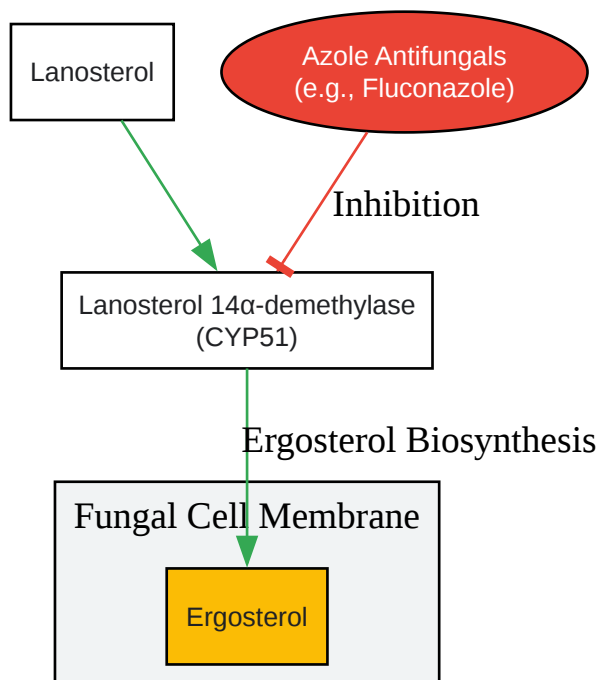 Lanosterol
Azole Antifungals
(e.g., Fluconazole)
Inhibition
Lanosterol 14α-demethylase
(CYP51)
Ergosterol Biosynthesis
Fungal Cell Membrane
Ergosterol